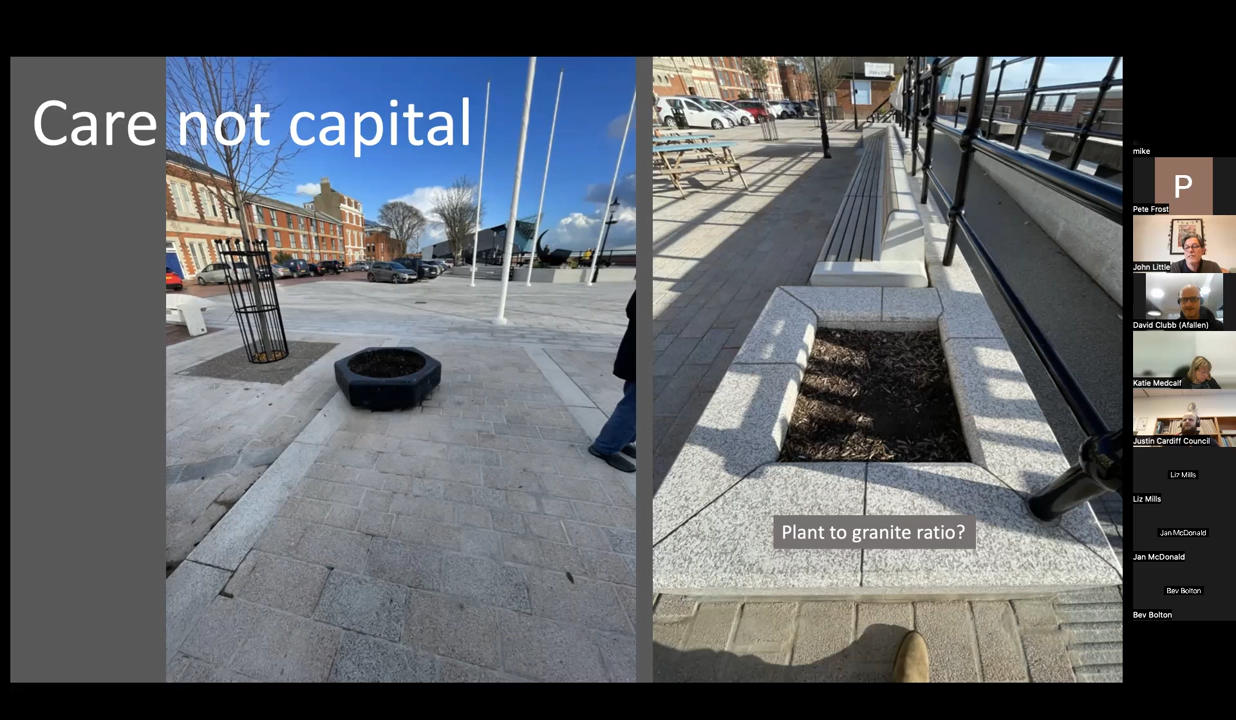 Care not capital
Plant to granite ratio?
mike
P
Pete Frost
John Little
David Clubb (Afallen)
Katie Medcalf
Justin Cardiff Council
Liz Mills
Liz Mills
Jan McDonald
Jan McDonald
Bev Bolton
Bev Bolton